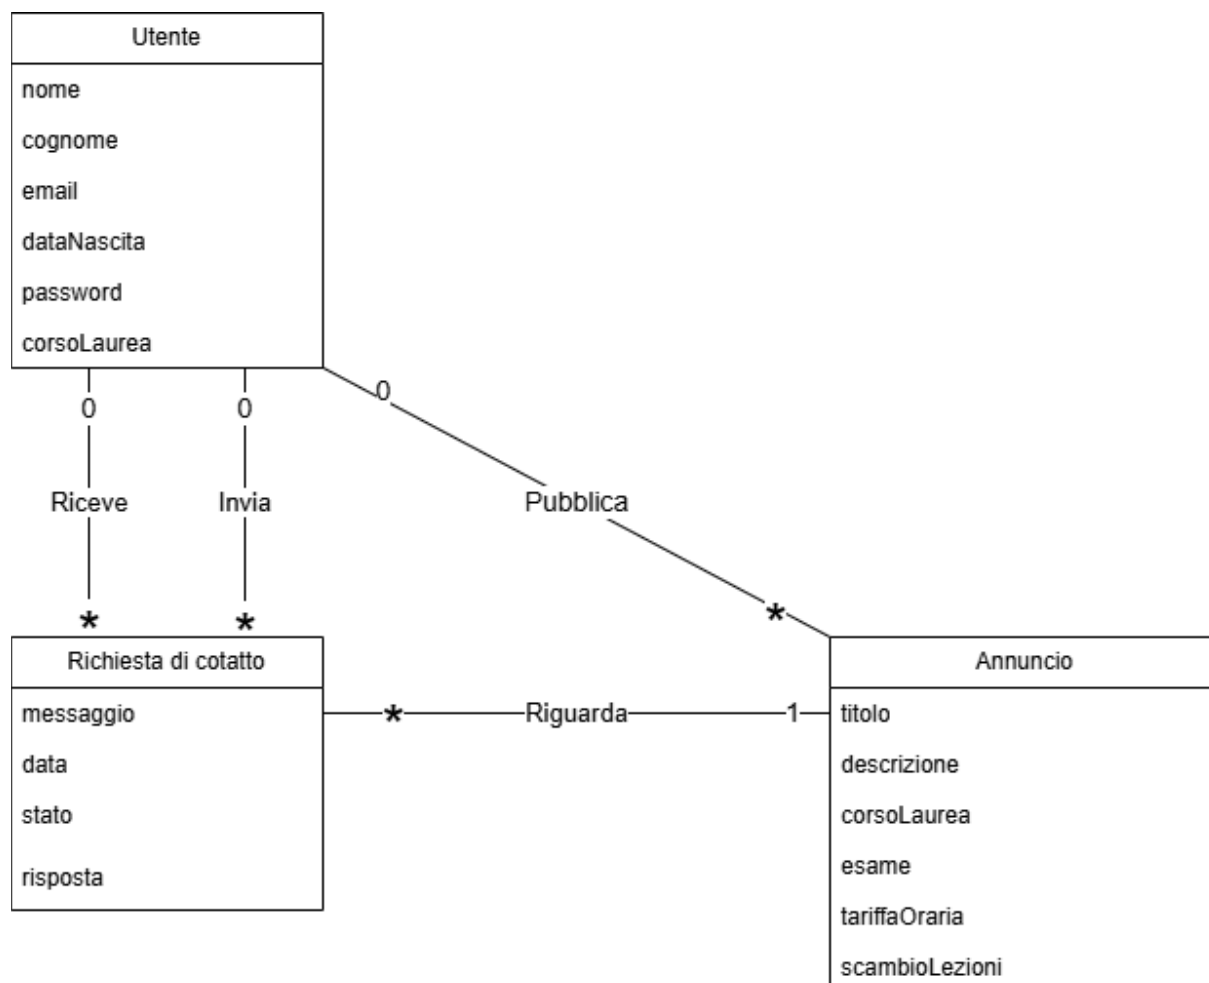 Utente
nome
cognome
email
dataNascita
password
corsoLaurea
0
0
0
Riceve
Invia
Pubblica
*
*
*
Richiesta di cotatto
messaggio
data
stato
risposta
*
Riguarda
1
Annuncio
titolo
descrizione
corsoLaurea
esame
tariffaOraria
scambioLezioni